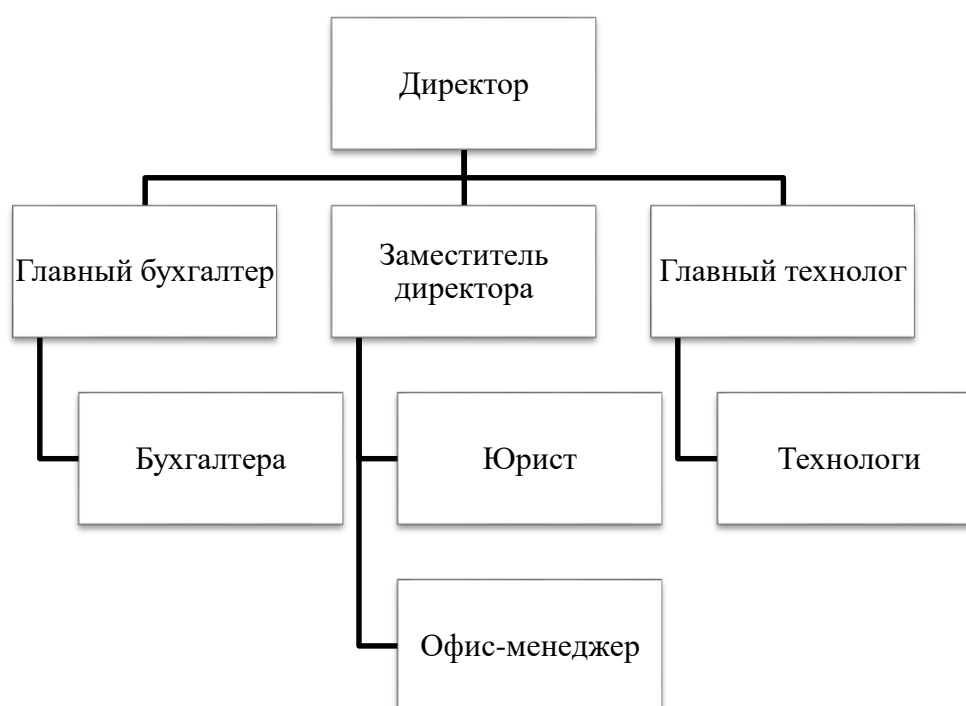 Директор
Главный бухгалтер
Заместитель
директора
Главный технолог
Бухгалтера
Юрист
Технологи
Офис-менеджер